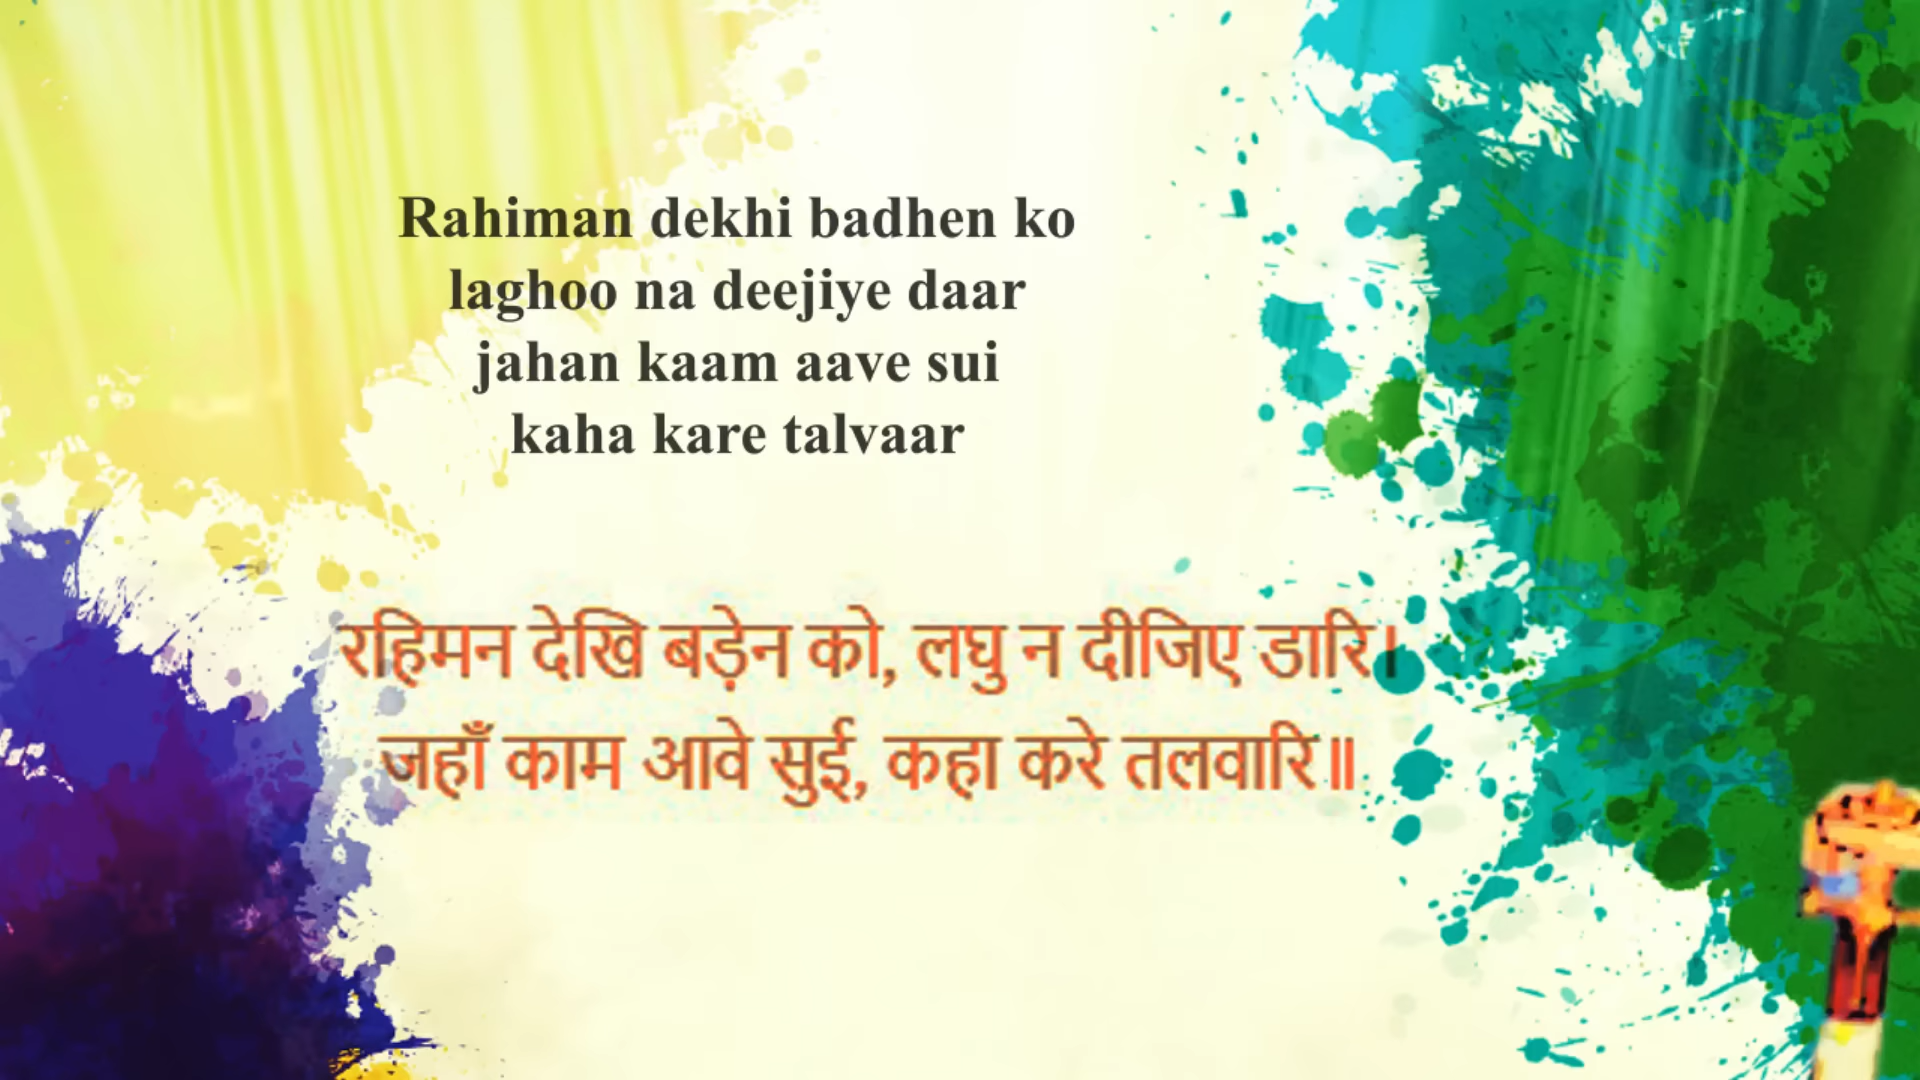 Rahiman dekhi badhen ko
laghoo na deejiye daar
jahan kaam aave sui
kaha kare talvaar
रहिमन देखि बड़ेन को, लघु न दीजिए डारि।
जहाँ काम आवे सुई, कहा करे तलवारि॥